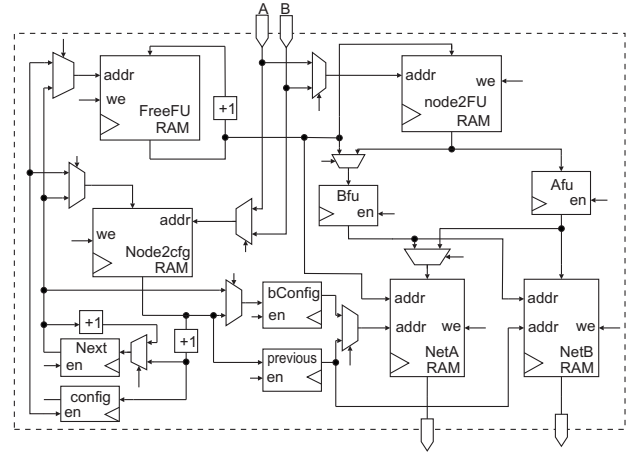 A B
addr
we
FreeFU
RAM
+1
addr
we
node2FU
RAM
Bfu
en
Afu
en
addr
we
Node2cfg
RAM
bConfig
en
addr
addr
we
NetA
RAM
addr
addr
we
NetB
RAM
+1
+1
Next
en
previous
en
config
en